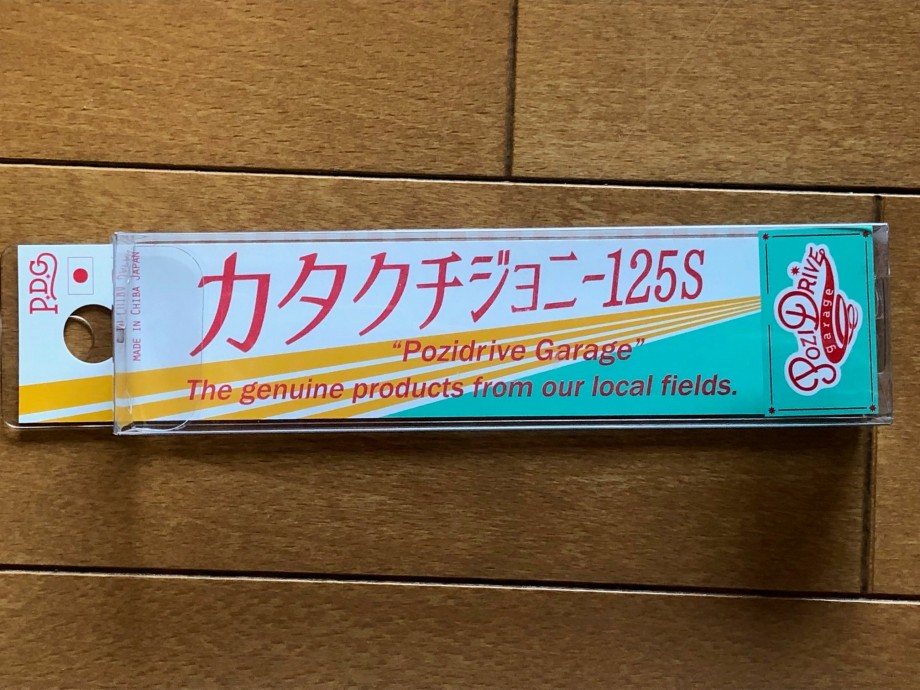 P.D.G
MADE IN CHIBA JAPAN
カタクチジョニー125S
"Pozidrive Garage"
The genuine products from our local fields.
PoziDRIVE
garage